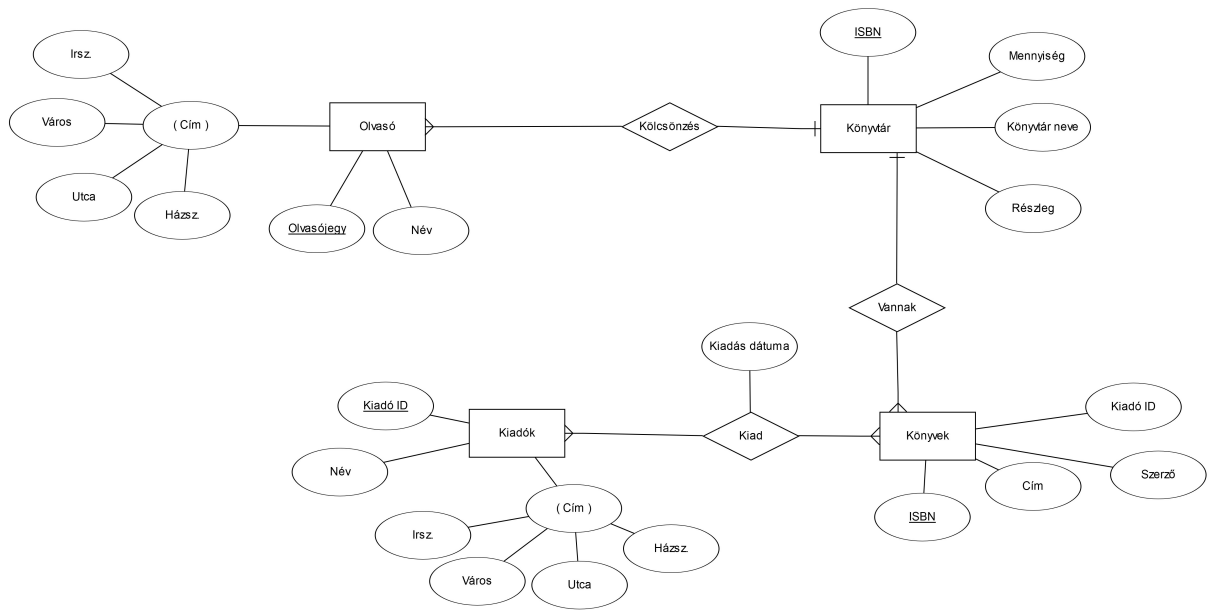 ISBN
Irsz.
Mennyiség
Város
( Cím )
Olvasó
Kölcsönzés
Könyvtár
Könyvtár neve
Utca
Házsz.
Olvasójegy
Név
Részleg
Vannak
Kiadás dátuma
Kiadó ID
Kiadók
Kiad
Könyvek
Kiadó ID
Név
Szerző
Cím
( Cím )
ISBN
Irsz.
Házsz.
Város
Utca